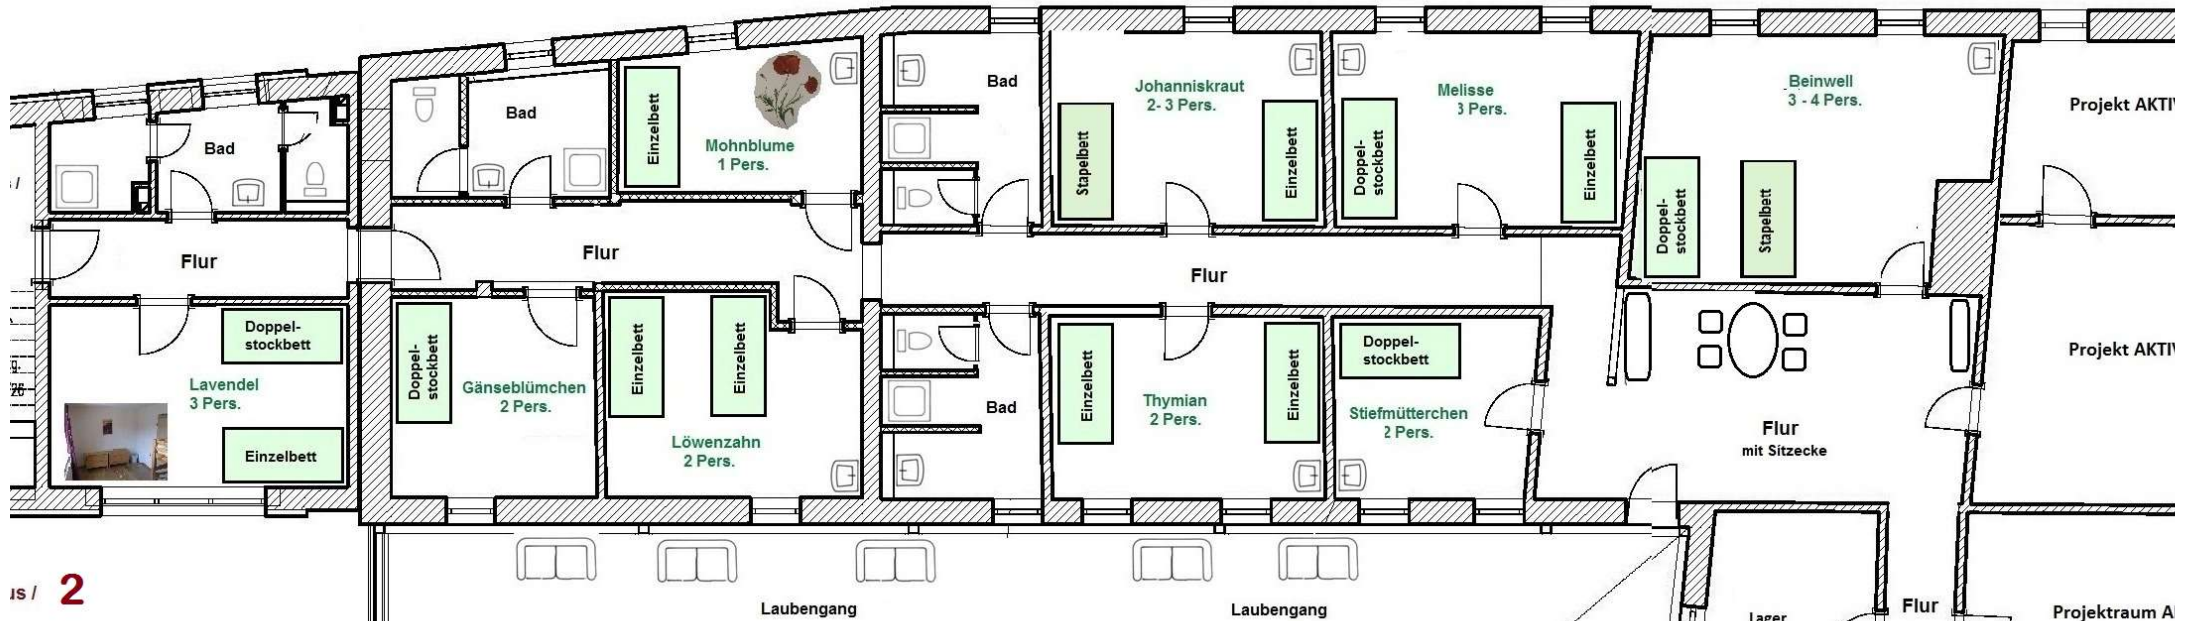 Bad
Bad
Einzelbett
Mohnblume
1 Pers.
Bad
Stapelbett
Johanniskraut
2- 3 Pers.
Einzelbett
Doppel-
stockbett
Melisse
3 Pers.
Einzelbett
Doppel-
stockbett
Stapelbett
Beinwell
3 - 4 Pers.
Projekt AKTIV
Flur
Flur
Flur
Doppel-
stockbett
Lavendel
3 Pers.
Einzelbett
Doppel-
stockbett
Gänseblümchen
2 Pers.
Einzelbett
Einzelbett
Löwenzahn
2 Pers.
Bad
Einzelbett
Thymian
2 Pers.
Einzelbett
Doppel-
stockbett
Stiefmütterchen
2 Pers.
Flur
mit Sitzecke
Projekt AKTIV
us / 2
Laubengang
Laubengang
Lager
Flur
Projektraum A